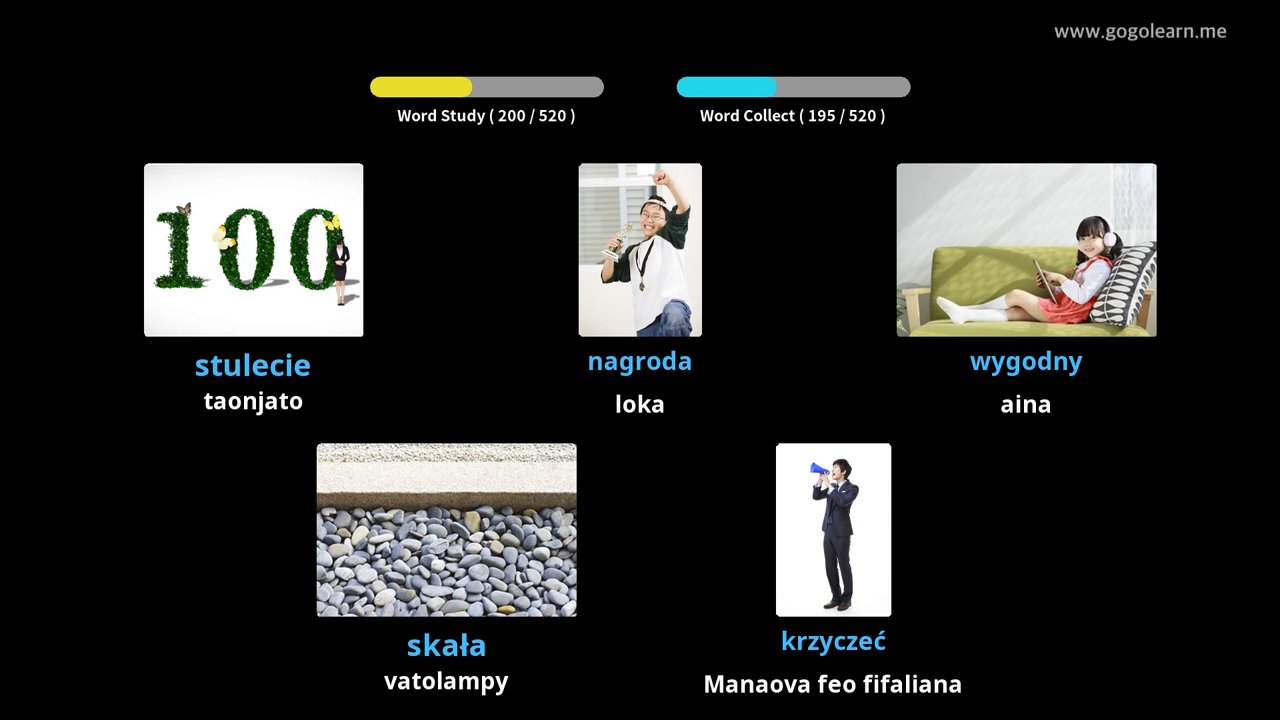 www.gogolearn.me
Word Study ( 200 / 520 )
Word Collect ( 195 / 520 )
100
stulecie
taonjato
nagroda
loka
wygodny
aina
skała
vatolampy
krzyczeć
Manaova feo fifaliana